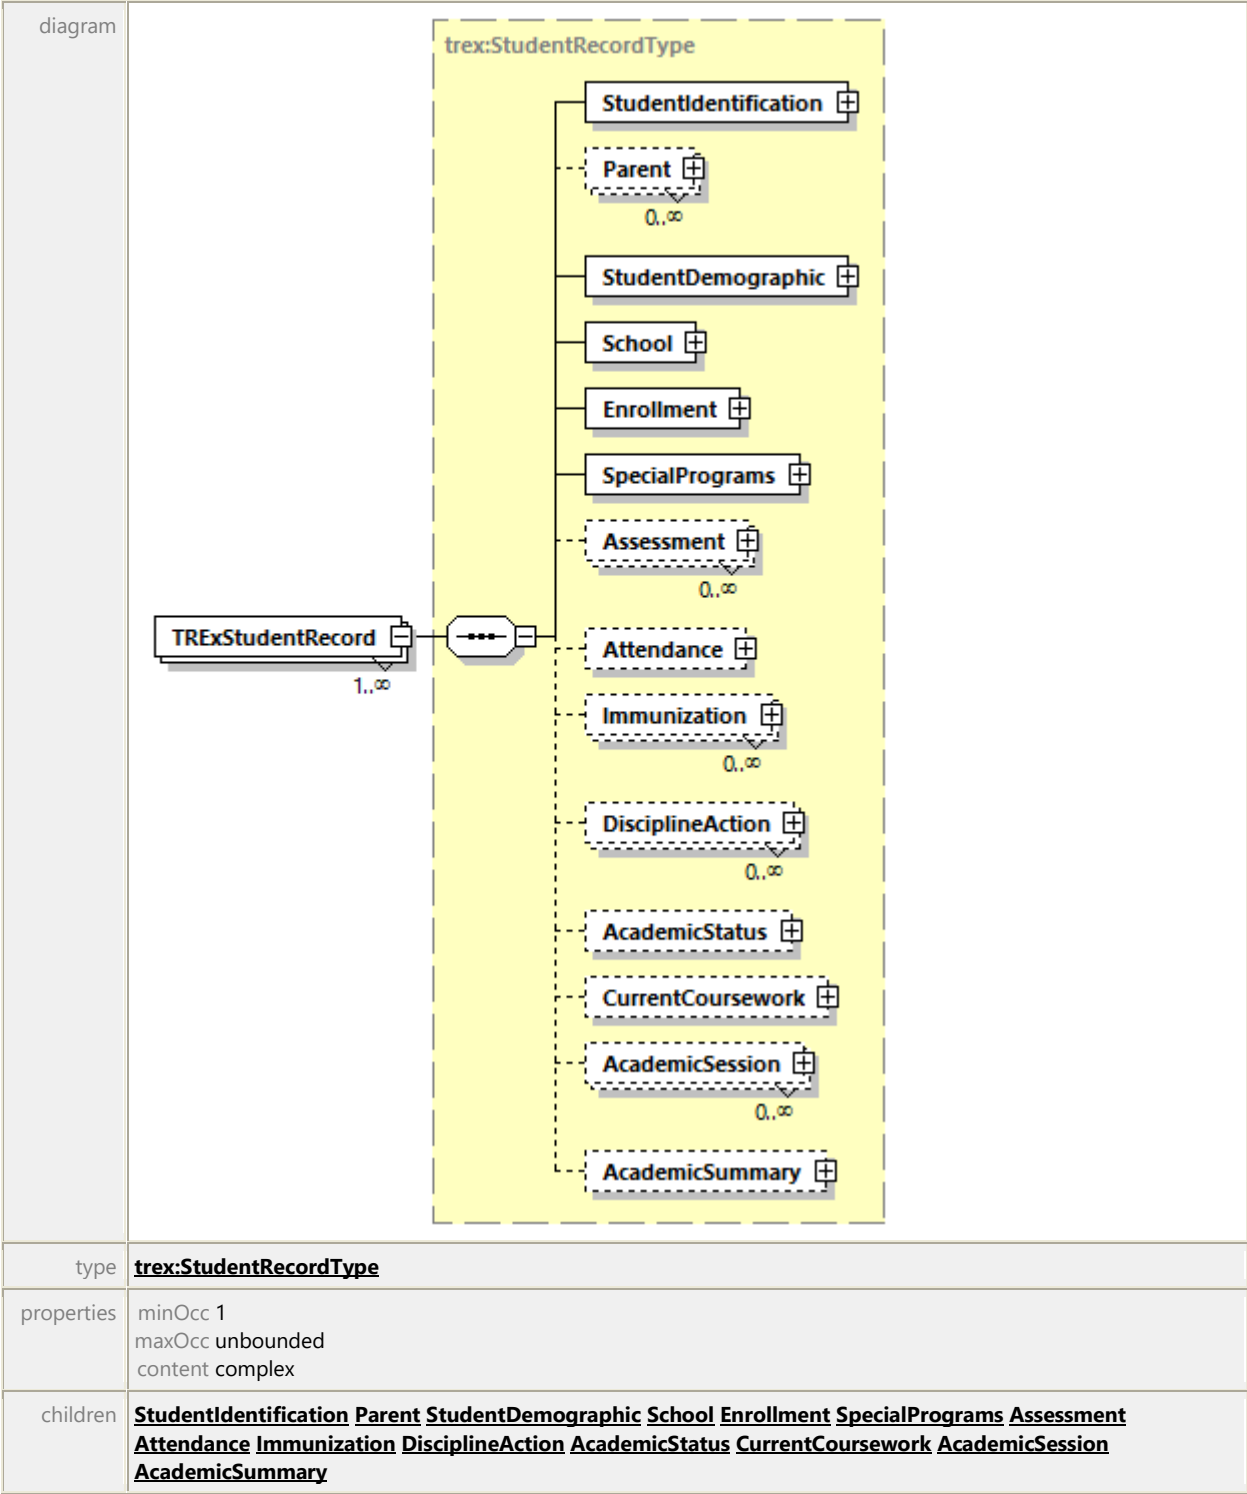 diagram
trex:StudentRecordType
StudentIdentification
Parent
0..∞
StudentDemographic
School
Enrollment
SpecialPrograms
Assessment
0..∞
TRExStudentRecord
1..∞
Attendance
Immunization
0..∞
DisciplineAction
0..∞
AcademicStatus
CurrentCoursework
AcademicSession
0..∞
AcademicSummary
type trex:StudentRecordType
properties minOcc 1
maxOcc unbounded
content complex
children StudentIdentification Parent StudentDemographic School Enrollment SpecialPrograms Assessment
Attendance Immunization DisciplineAction AcademicStatus CurrentCoursework AcademicSession
AcademicSummary